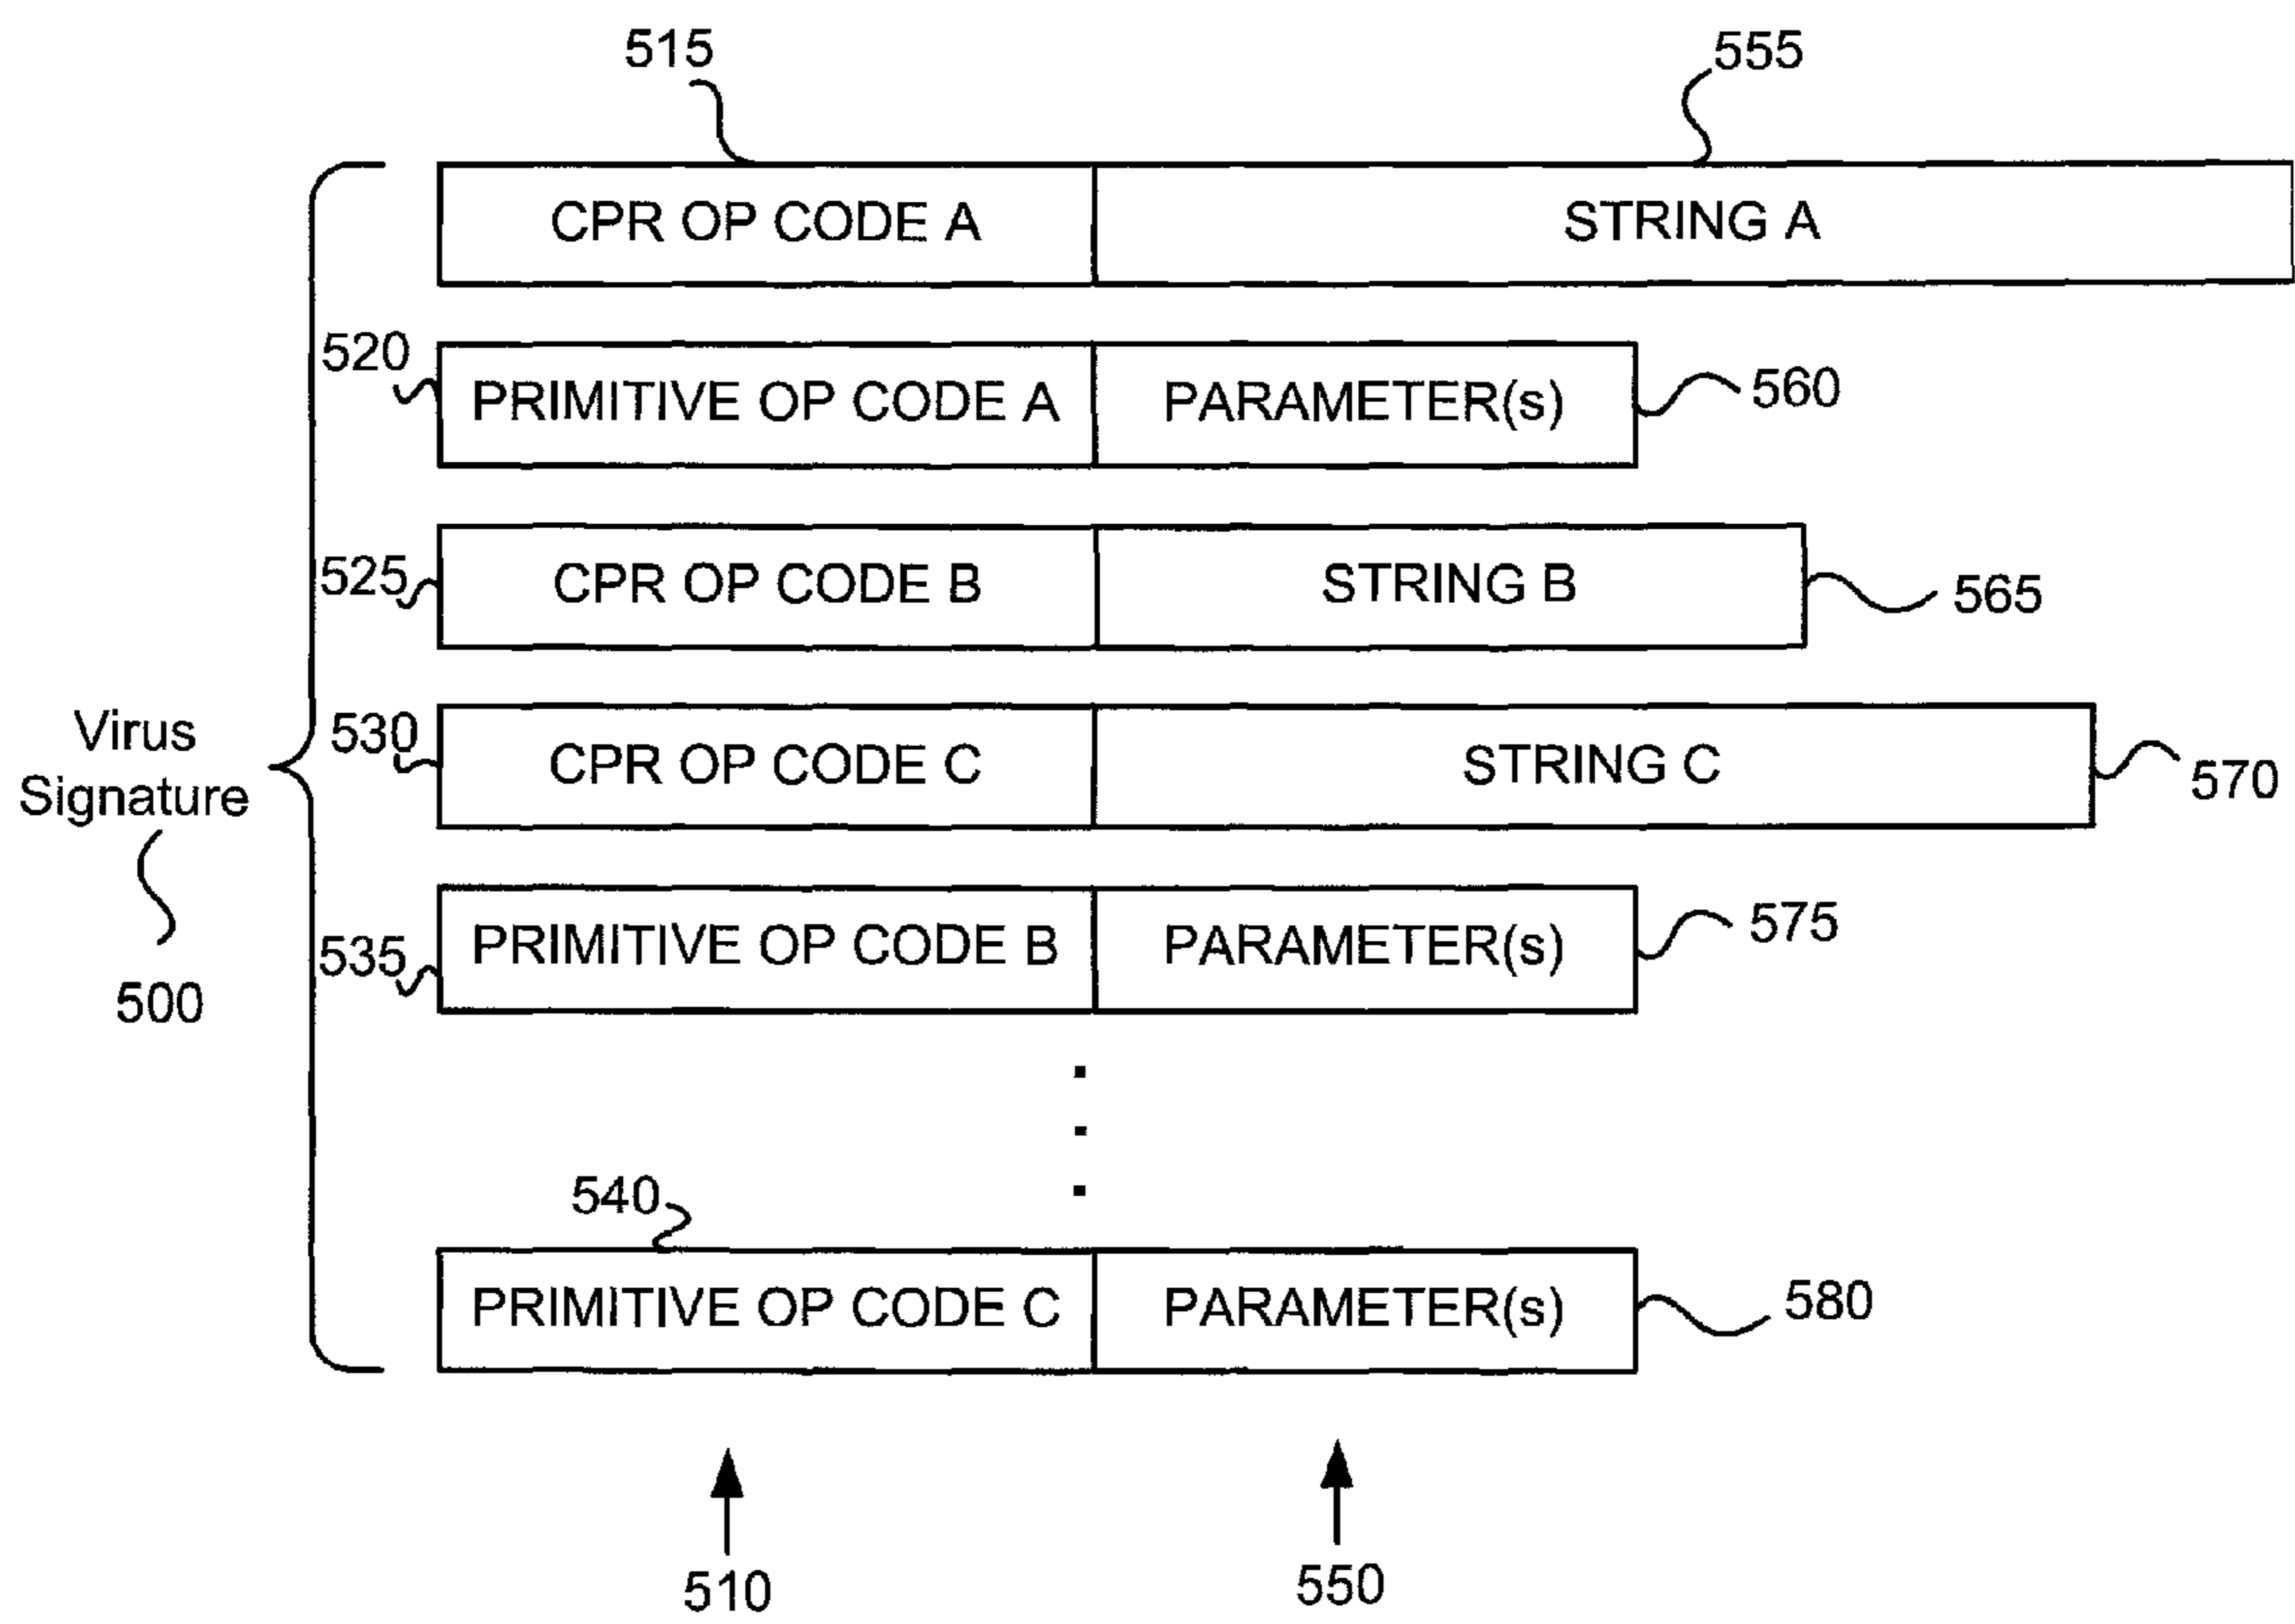 515
555
CPR OP CODE A
STRING A
520
PRIMITIVE OP CODE A
PARAMETER(s)
560
525
CPR OP CODE B
STRING B
565
Virus
Signature
500
530
CPR OP CODE C
STRING C
570
535
PRIMITIVE OP CODE B
PARAMETER(s)
575
.
.
.
540
PRIMITIVE OP CODE C
PARAMETER(s)
580
510
550